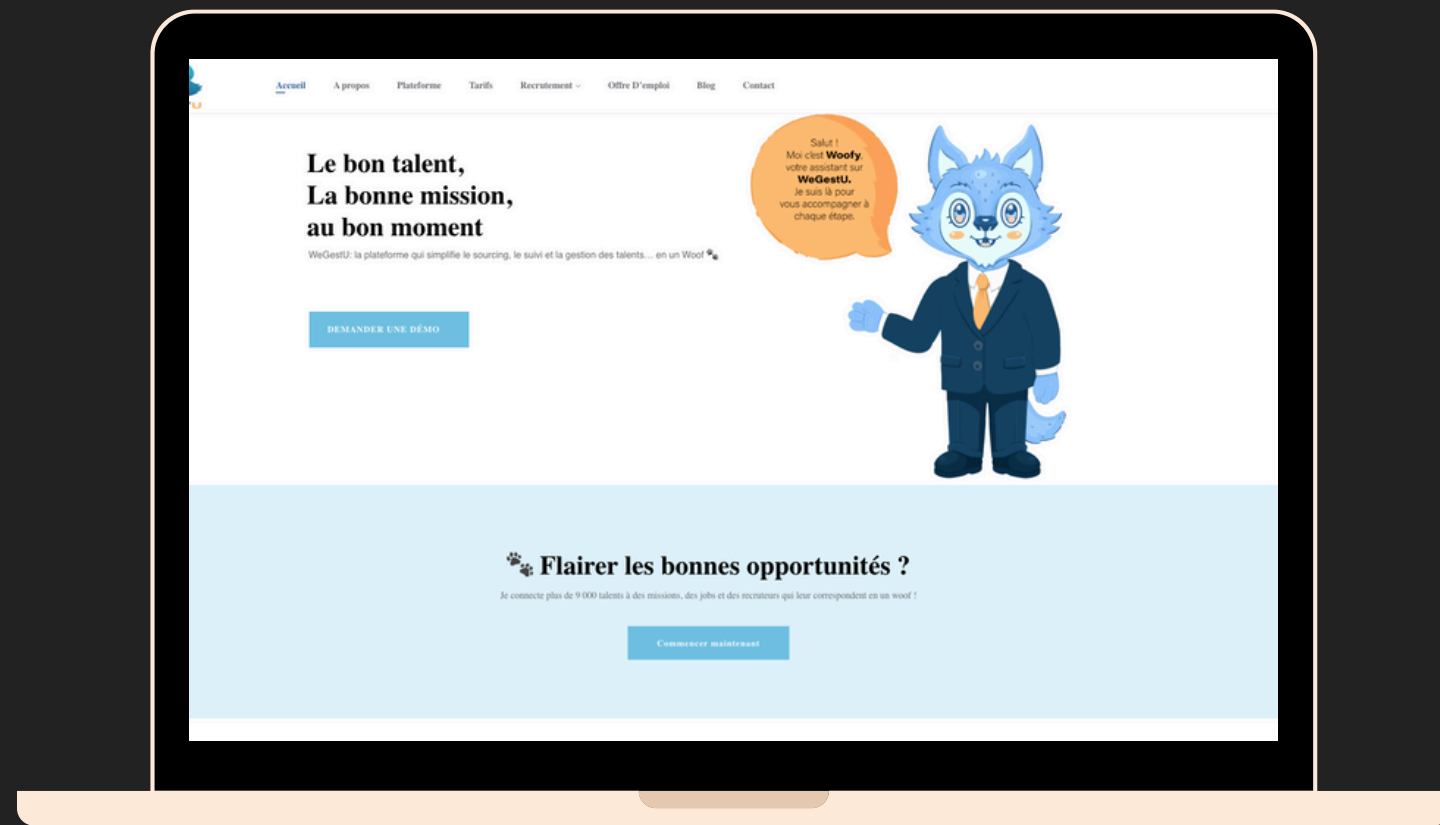 Accueil
A propos
Plateforme
Tarifs
Recrutement
Offre D'emploi
Blog
Contact
Le bon talent,
La bonne mission,
au bon moment
WeGestU: la plateforme qui simplifie le sourcing, le suivi et la gestion des talents... en un Woof
DEMANDER UNE DÉMO
Salut !
Moi c'est Woofy,
votre assistant sur
WeGestU.
Je suis là pour
vous accompagner à
chaque étape.
Flairer les bonnes opportunités ?
Je connecte plus de 9 000 talents à des missions, des jobs et des recruteurs qui leur correspondent en un woof !
Commencer maintenant